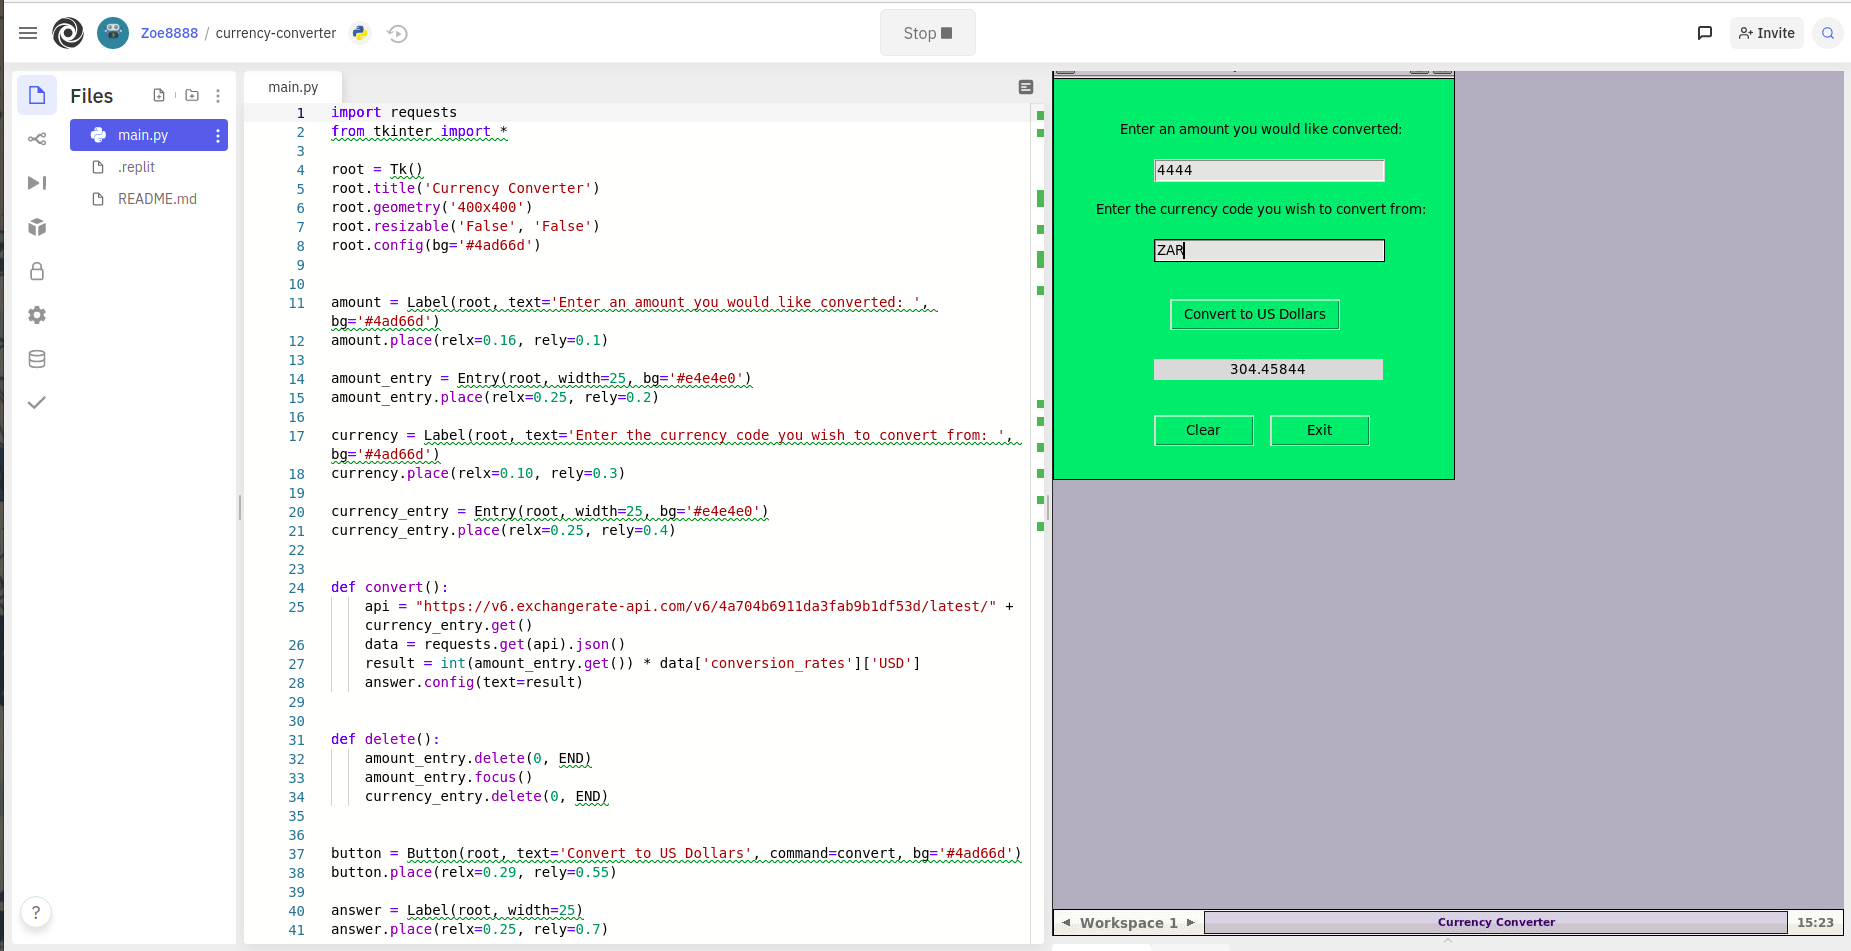 Zoe8888 / currency-converter
Stop
Invite
Files
main.py
.replit
README.md
main.py
1 import requests
2 from tkinter import *
3
4 root = Tk()
5 root.title('Currency Converter')
6 root.geometry('400x400')
7 root.resizable('False', 'False')
8 root.config(bg='#4ad66d')
9
10
11 amount = Label(root, text='Enter an amount you would like converted: ',
bg='#4ad66d')
12 amount.place(relx=0.16, rely=0.1)
13
14 amount_entry = Entry(root, width=25, bg='#e4e4e0')
15 amount_entry.place(relx=0.25, rely=0.2)
16
17 currency = Label(root, text='Enter the currency code you wish to convert from: ',
bg='#4ad66d')
18 currency.place(relx=0.10, rely=0.3)
19
20 currency_entry = Entry(root, width=25, bg='#e4e4e0')
21 currency_entry.place(relx=0.25, rely=0.4)
22
23
24 def convert():
25 api = "https://v6.exchangerate-api.com/v6/4a704b6911da3fab9b1df53d/latest/" +
currency_entry.get()
26 data = requests.get(api).json()
27 result = int(amount_entry.get()) * data['conversion_rates']['USD']
28 answer.config(text=result)
29
30
31 def delete():
32 amount_entry.delete(0, END)
33 amount_entry.focus()
34 currency_entry.delete(0, END)
35
36
37 button = Button(root, text='Convert to US Dollars', command=convert, bg='#4ad66d')
38 button.place(relx=0.29, rely=0.55)
39
40 answer = Label(root, width=25)
41 answer.place(relx=0.25, rely=0.7)
?
Enter an amount you would like converted:
4444
Enter the currency code you wish to convert from:
ZAR
Convert to US Dollars
304.45844
Clear
Exit
Workspace 1
Currency Converter
15:23